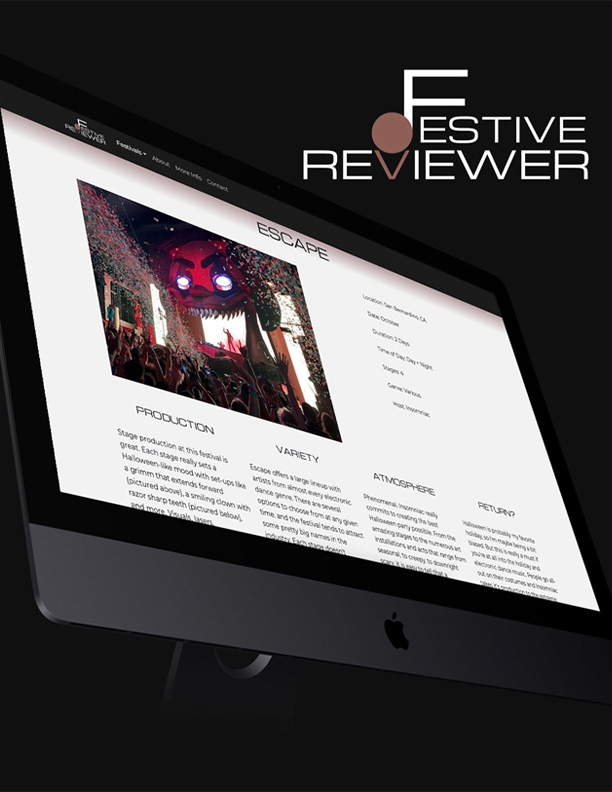 FESTIVE
REVIEWER
FESTIVE
REVIEWER
Festivals About More Info Contact
ESCAPE
Location: San Bernardino, CA
Date: October
Duration: 2 Days
Time of Day: Day + Night
Stages: 4
Genre: Various
Host: Insomniac
PRODUCTION
Stage production at this festival is
great. Each stage really sets a
Halloween-like mood with set-ups like
a grimm that extends forward
(pictured above), a smiling clown with
razor sharp teeth (pictured below),
and more. Visuals, lasers,
VARIETY
Escape offers a large lineup with
artists from almost every electronic
dance genre. There are several
options to choose from at any given
time, and the festival tends to attract
some pretty big names in the
industry. Each stage doesn't
ATMOSPHERE
Phenomenal. Insomniac really
commits to creating the best
Halloween party possible. From the
amazing stages to the numerous art
installations and acts that range from
seasonal, to creepy, to downright
scary, it is easy to tell that a
RETURN?
Halloween is probably my favorite
holiday, so I'm maybe being a bit
biased. But this really is a must if
you're at all into the holiday and
electronic dance music. People go all-
out on their costumes and Insomniac
takes it's production to the extreme